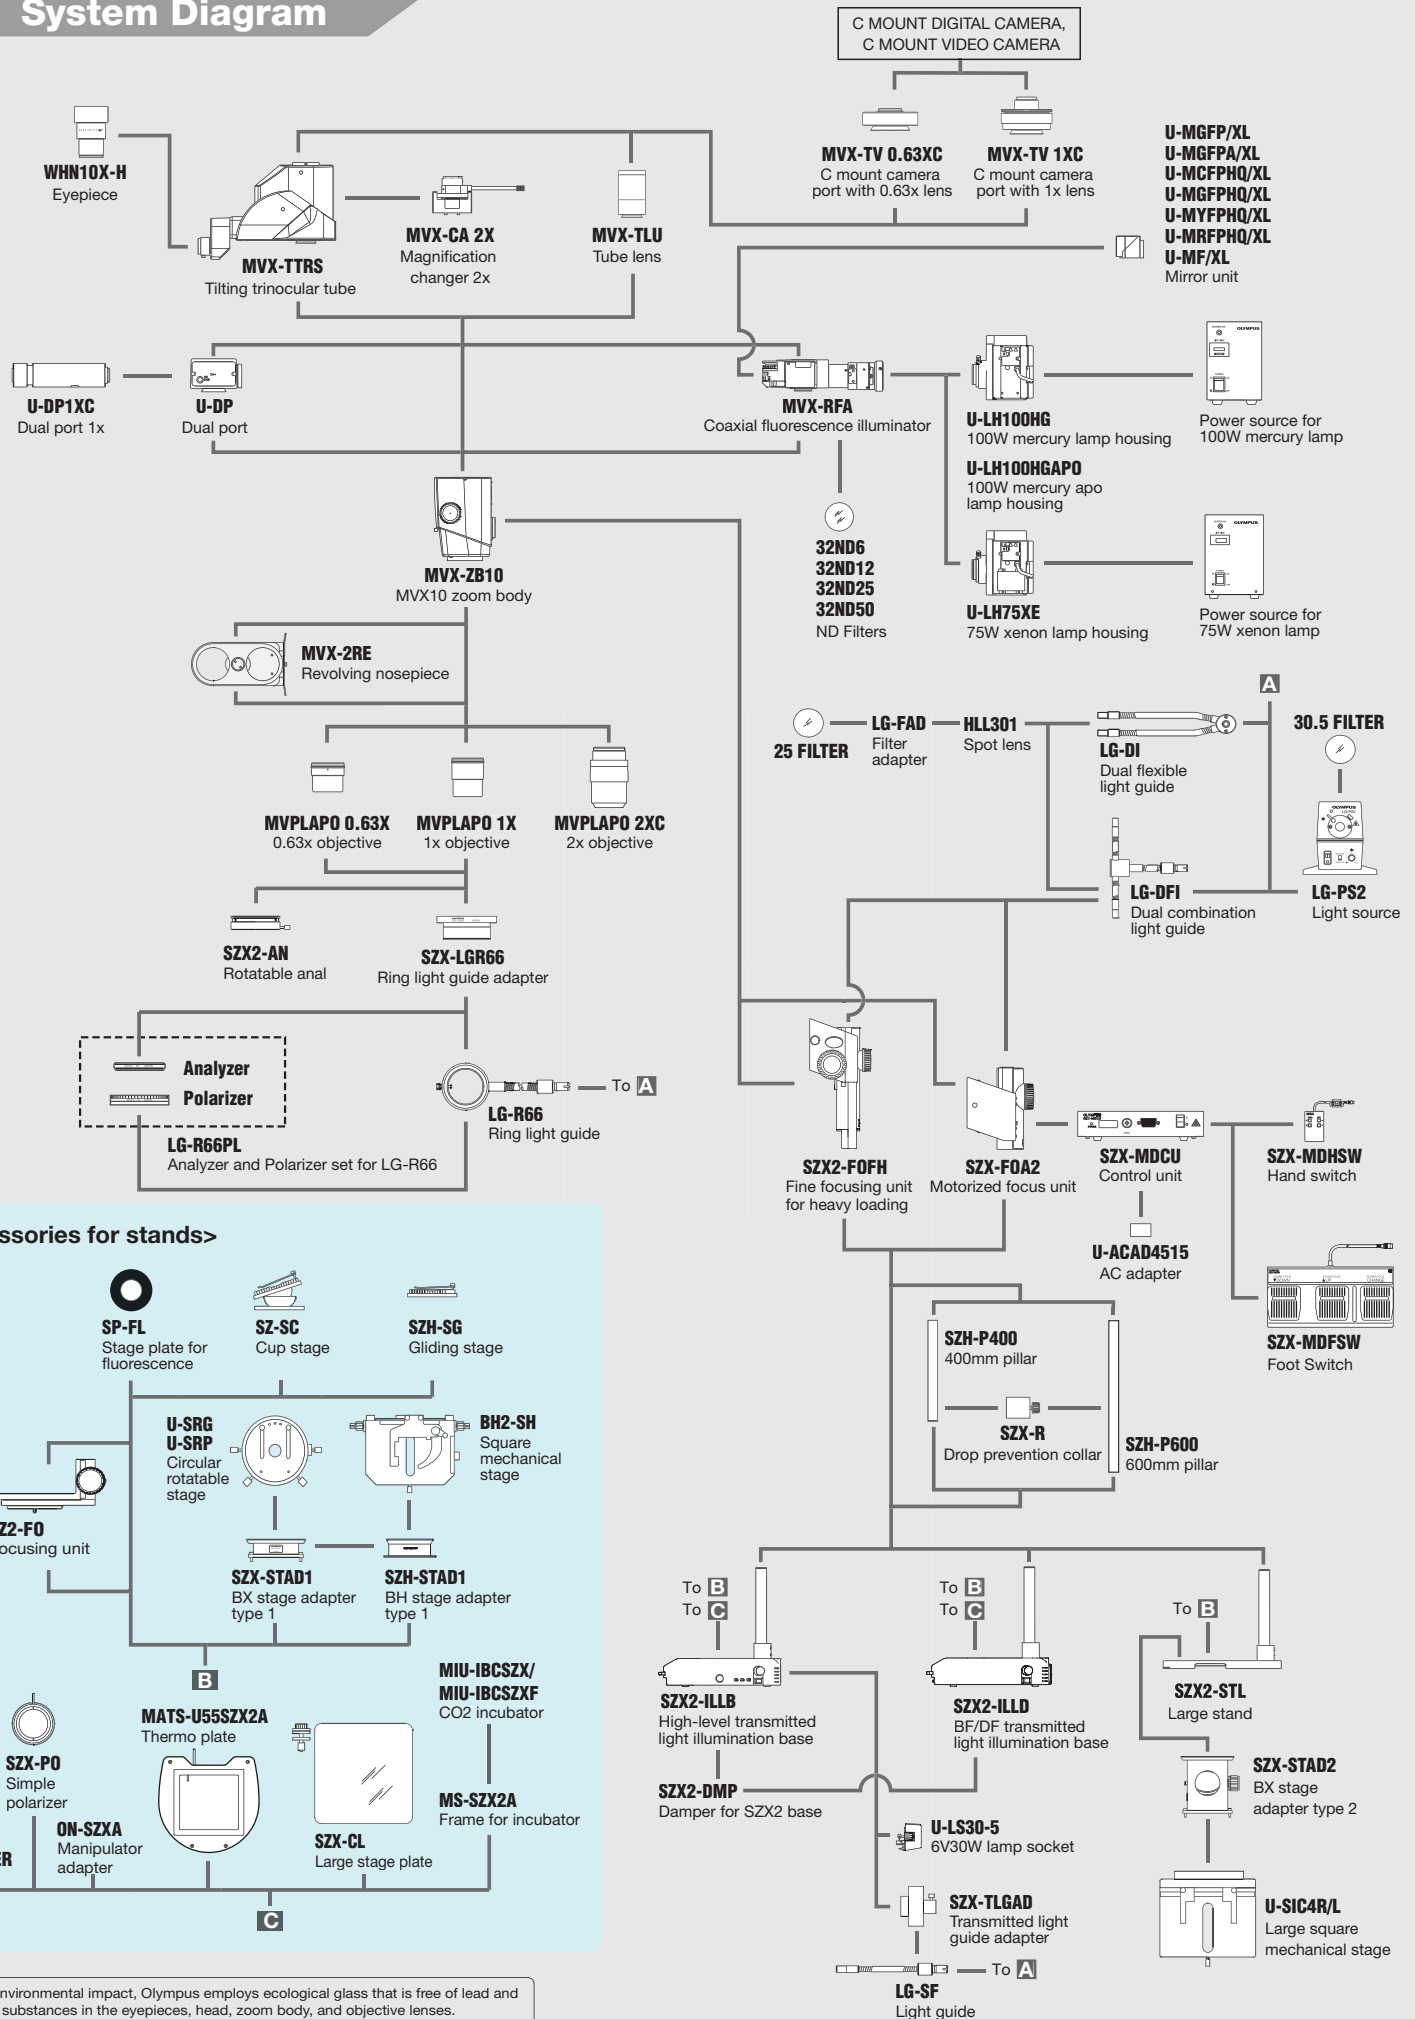 System Diagram
C MOUNT DIGITAL CAMERA,
C MOUNT VIDEO CAMERA
WHN10X-H
Eyepiece
MVX-TTRS
Tilting trinocular tube
MVX-CA 2X
Magnification
changer 2x
MVX-TLU
Tube lens
MVX-TV 0.63XC
C mount camera
port with 0.63x lens
MVX-TV 1XC
C mount camera
port with 1x lens
U-MGFP/XL
U-MGFPA/XL
U-MCFPHQ/XL
U-MGFPHQ/XL
U-MYFPHQ/XL
U-MRFPHQ/XL
U-MF/XL
Mirror unit
U-DP1XC
Dual port 1x
U-DP
Dual port
MVX-RFA
Coaxial fluorescence illuminator
U-LH100HG
100W mercury lamp housing
OLYMPUS
Power source for
100W mercury lamp
U-LH100HGAPO
100W mercury apo
lamp housing
32ND6
32ND12
32ND25
32ND50
ND Filters
U-LH75XE
75W xenon lamp housing
OLYMPUS
Power source for
75W xenon lamp
MVX-ZB10
MVX10 zoom body
MVX-2RE
Revolving nosepiece
MVPLAPO 0.63X
0.63x objective
MVPLAPO 1X
1x objective
MVPLAPO 2XC
2x objective
A
25 FILTER
LG-FAD
Filter
adapter
HLL301
Spot lens
LG-DI
Dual flexible
light guide
30.5 FILTER
OLYMPUS
LG-DFI
Dual combination
light guide
LG-PS2
Light source
SZX2-AN
Rotatable anal
SZX-LGR66
Ring light guide adapter
Analyzer
Polarizer
LG-R66PL
Analyzer and Polarizer set for LG-R66
LG-R66
Ring light guide
To A
SZX2-FOFH
Fine focusing unit
for heavy loading
SZX-FOA2
Motorized focus unit
SZX-MDCU
Control unit
SZX-MDHSW
Hand switch
U-ACAD4515
AC adapter
SZX-MDFSW
Foot Switch
SZH-P400
400mm pillar
SZX-R
Drop prevention collar
SZH-P600
600mm pillar
ssories for stands>
SP-FL
Stage plate for
fluorescence
SZ-SC
Cup stage
SZH-SG
Gliding stage
U-SRG
U-SRP
Circular
rotatable
stage
BH2-SH
Square
mechanical
stage
Z2-FO
ocusing unit
SZX-STAD1
BX stage adapter
type 1
SZH-STAD1
BH stage adapter
type 1
B
SZX-PO
Simple
polarizer
MATS-U55SZX2A
Thermo plate
MIU-IBCSZX/
MIU-IBCSZXF
CO2 incubator
ER
ON-SZXA
Manipulator
adapter
SZX-CL
Large stage plate
MS-SZX2A
Frame for incubator
C
To B
To C
SZX2-ILLB
High-level transmitted
light illumination base
To B
To C
SZX2-ILLD
BF/DF transmitted
light illumination base
To B
SZX2-STL
Large stand
SZX2-DMP
Damper for SZX2 base
U-LS30-5
6V30W lamp socket
SZX-STAD2
BX stage
adapter type 2
SZX-TLGAD
Transmitted light
guide adapter
U-SIC4R/L
Large square
mechanical stage
To A
LG-SF
Light guide
nvironmental impact, Olympus employs ecological glass that is free of lead and
substances in the eyepieces, head, zoom body, and objective lenses.